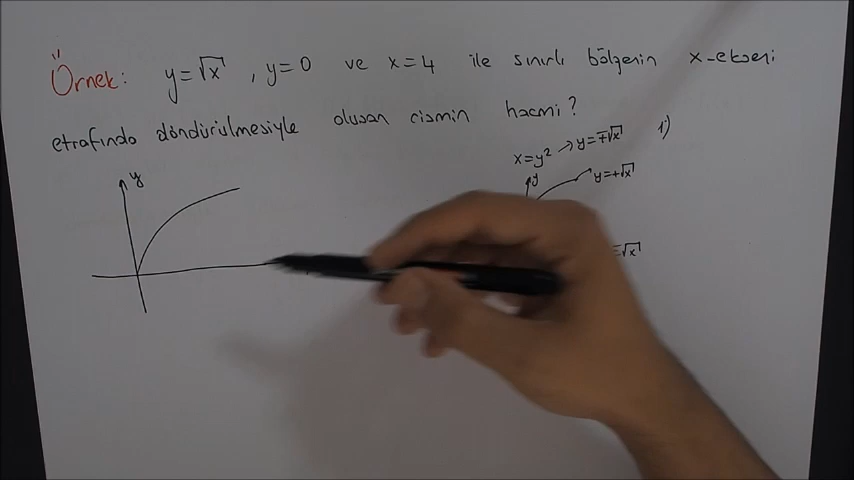 Örnek: y=√x , y=0 ve x=4 ile sınırlı bölgenin x-ekseni
etrafında döndürülmesiyle oluşan cismin hacmi?
x=y² → y=∓√x 1)
y
y
y=+√x
√x